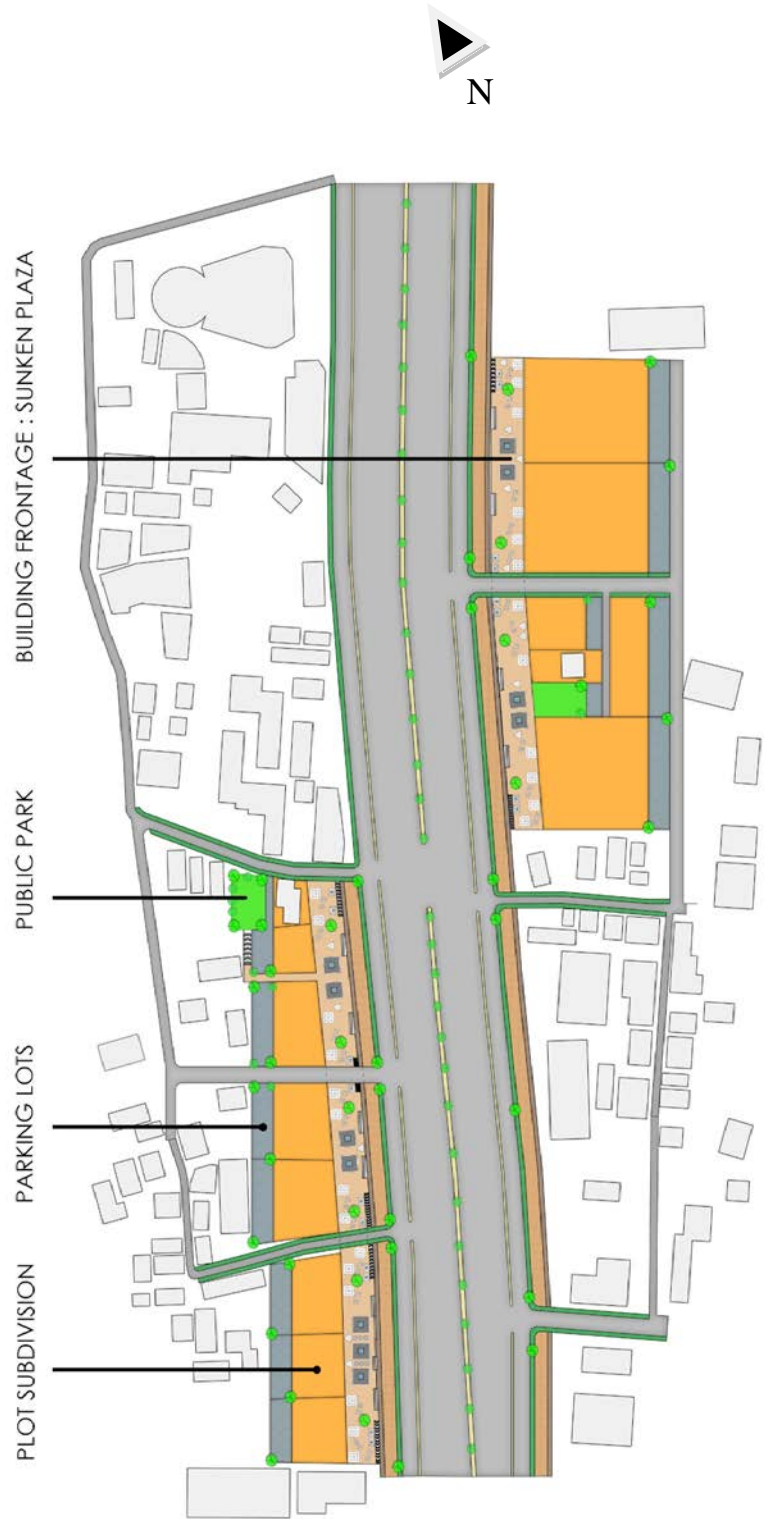 N
BUILDING FRONTAGE : SUNKEN PLAZA
PUBLIC PARK
PARKING LOTS
PLOT SUBDIVISION